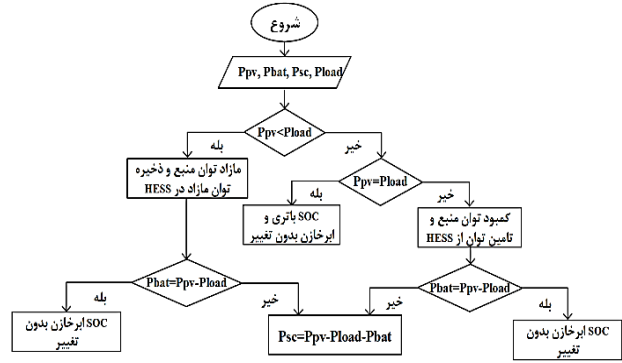 شروع
Ppv, Pbat, Psc, Pload
Ppv<Pload
بله
خیر
مازاد توان منبع و ذخیره
توان مازاد در HESS
بله
Ppv=Pload
خیر
SOC باتری و
ابرخازن بدون تغییر
کمبود توان منبع و
تامین توان از HESS
بله
Pbat=Ppv-Pload
خیر
خیر
Pbat=Ppv-Pload
بله
SOC ابرخازن بدون
تغییر
Psc=Ppv-Pload-Pbat
SOC ابرخازن بدون
تغییر